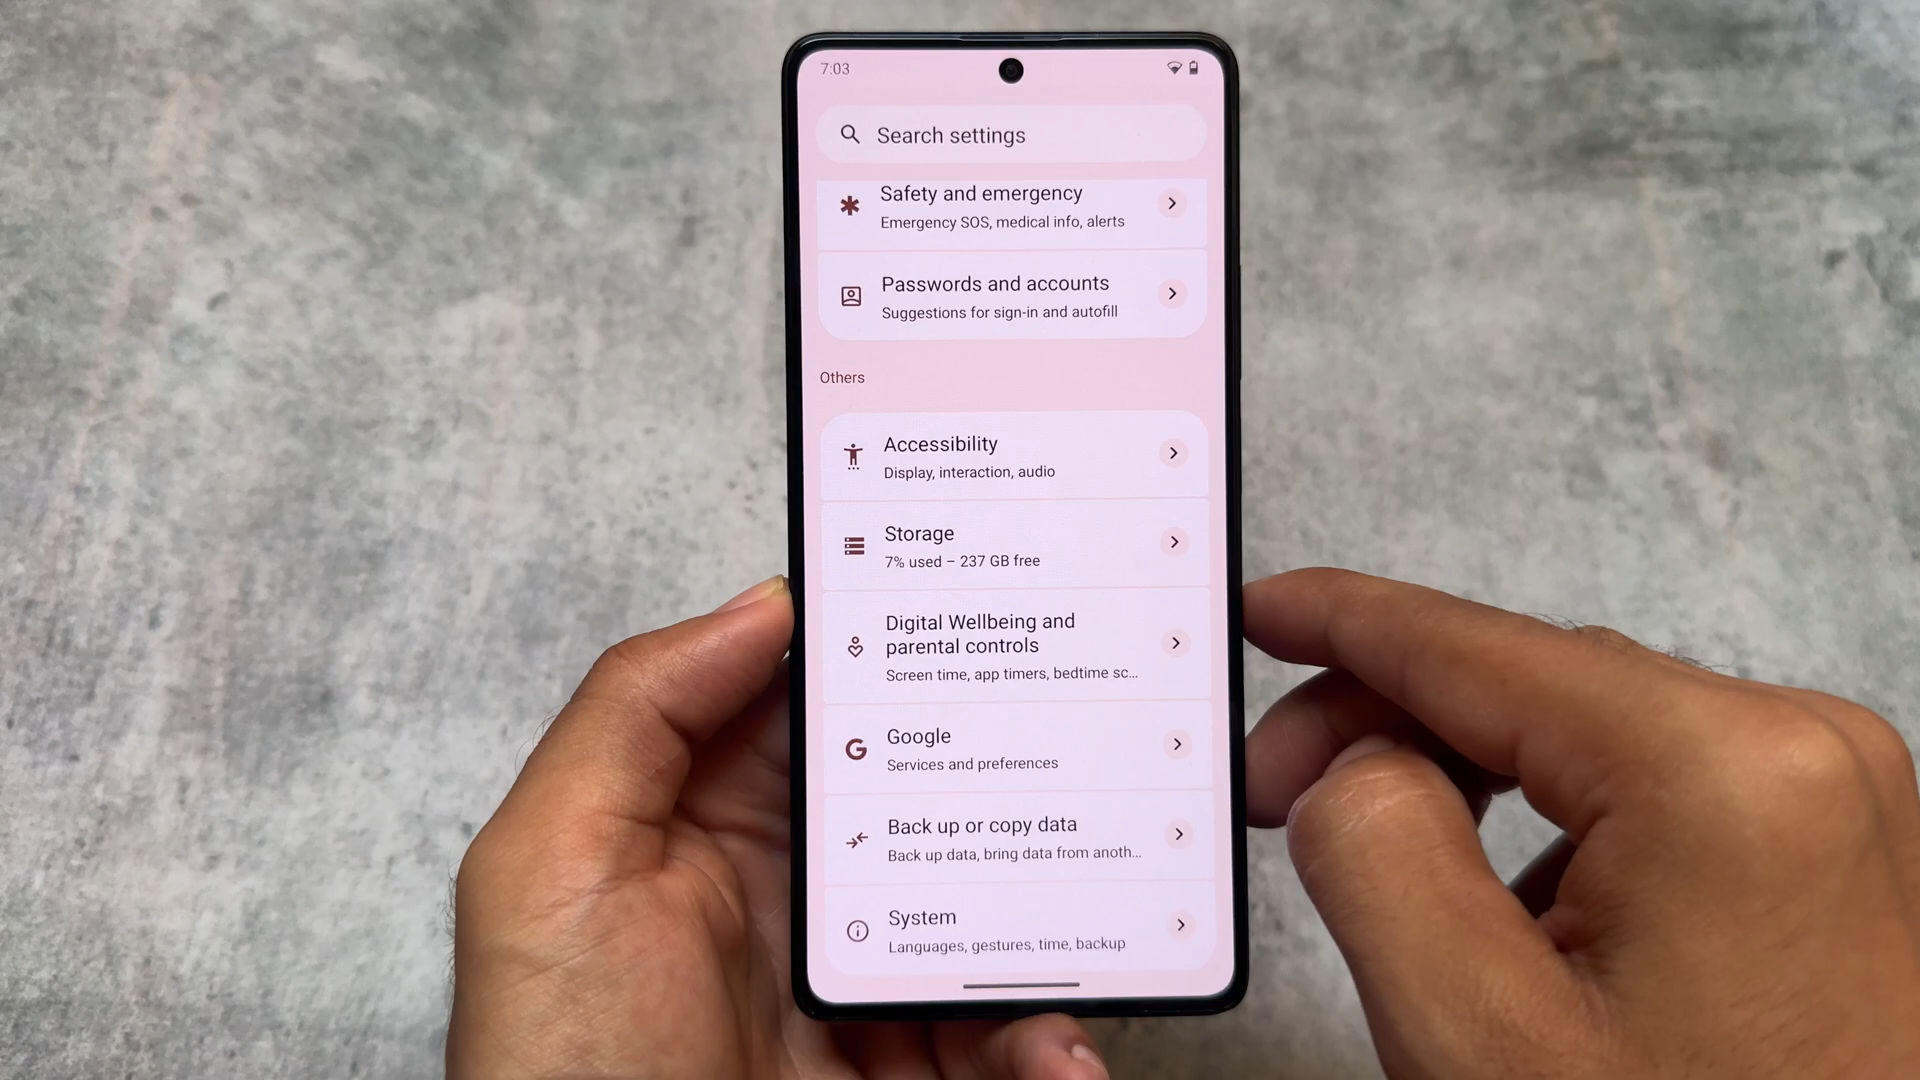 7:03
Search settings
Safety and emergency
Emergency SOS, medical info, alerts
Passwords and accounts
Suggestions for sign-in and autofill
Others
Accessibility
Display, interaction, audio
Storage
7% used – 237 GB free
Digital Wellbeing and
parental controls
Screen time, app timers, bedtime sc…
Google
Services and preferences
Back up or copy data
Back up data, bring data from anoth…
System
Languages, gestures, time, backup